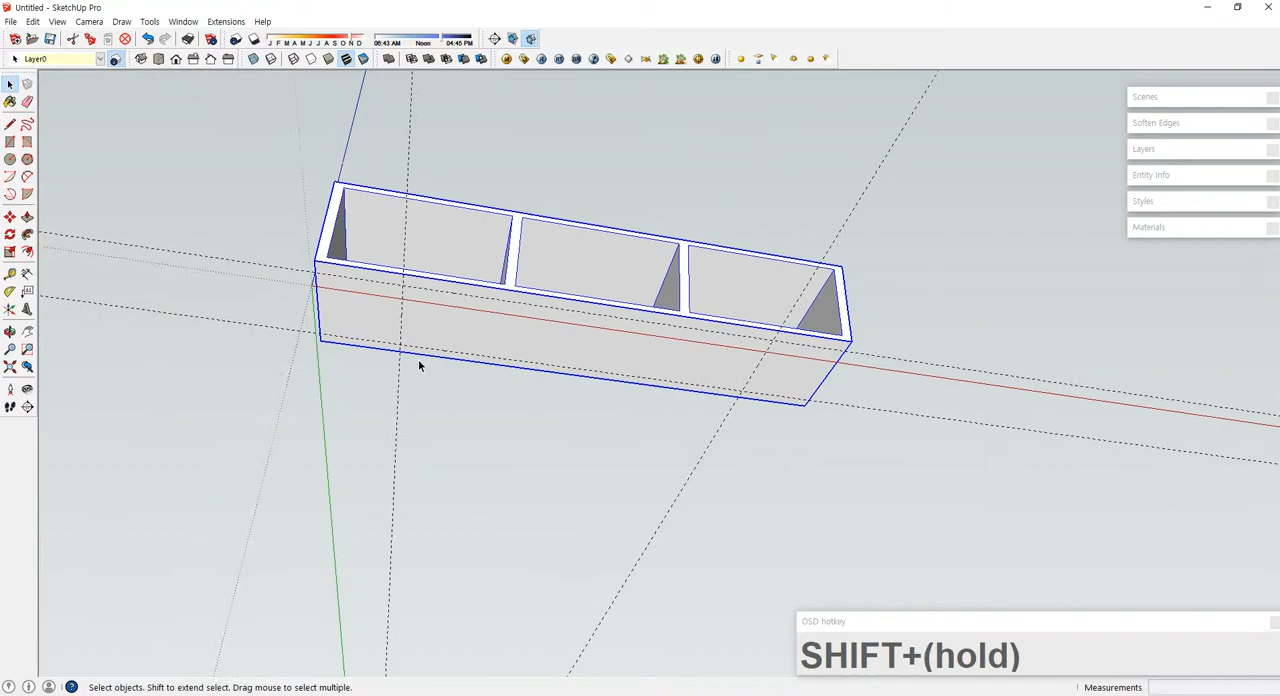 Untitled - SketchUp Pro
File Edit View Camera Draw Tools Window Extensions Help
J F M A M J J A S O N D 06:43 AM Noon 04:45 PM
Layer0
Scenes
Soften Edges
Layers
Entity Info
Styles
Materials
OSD hotkey
SHIFT+(hold)
Select objects. Shift to extend select. Drag mouse to select multiple.
Measurements